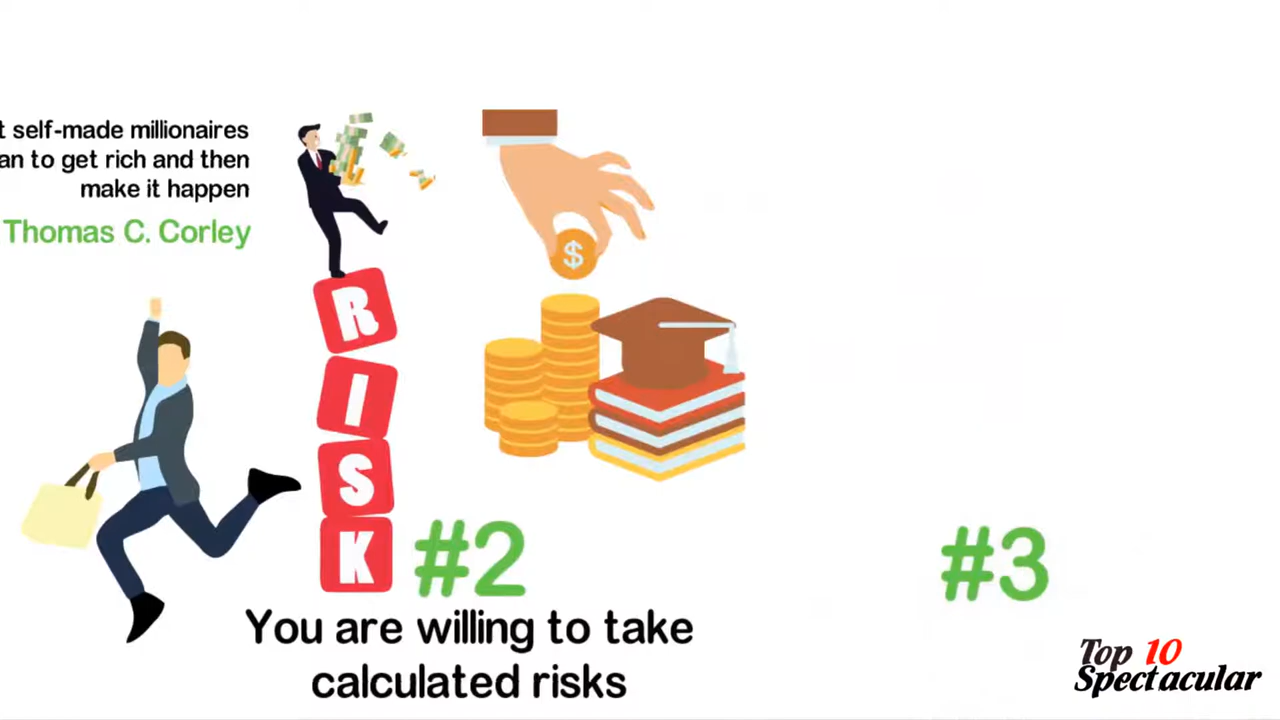 self-made millionaires
to get rich and then
make it happen
Thomas C. Corley
$
R
I
S
K
#2
You are willing to take
calculated risks
#3
Top 10
Spectacular